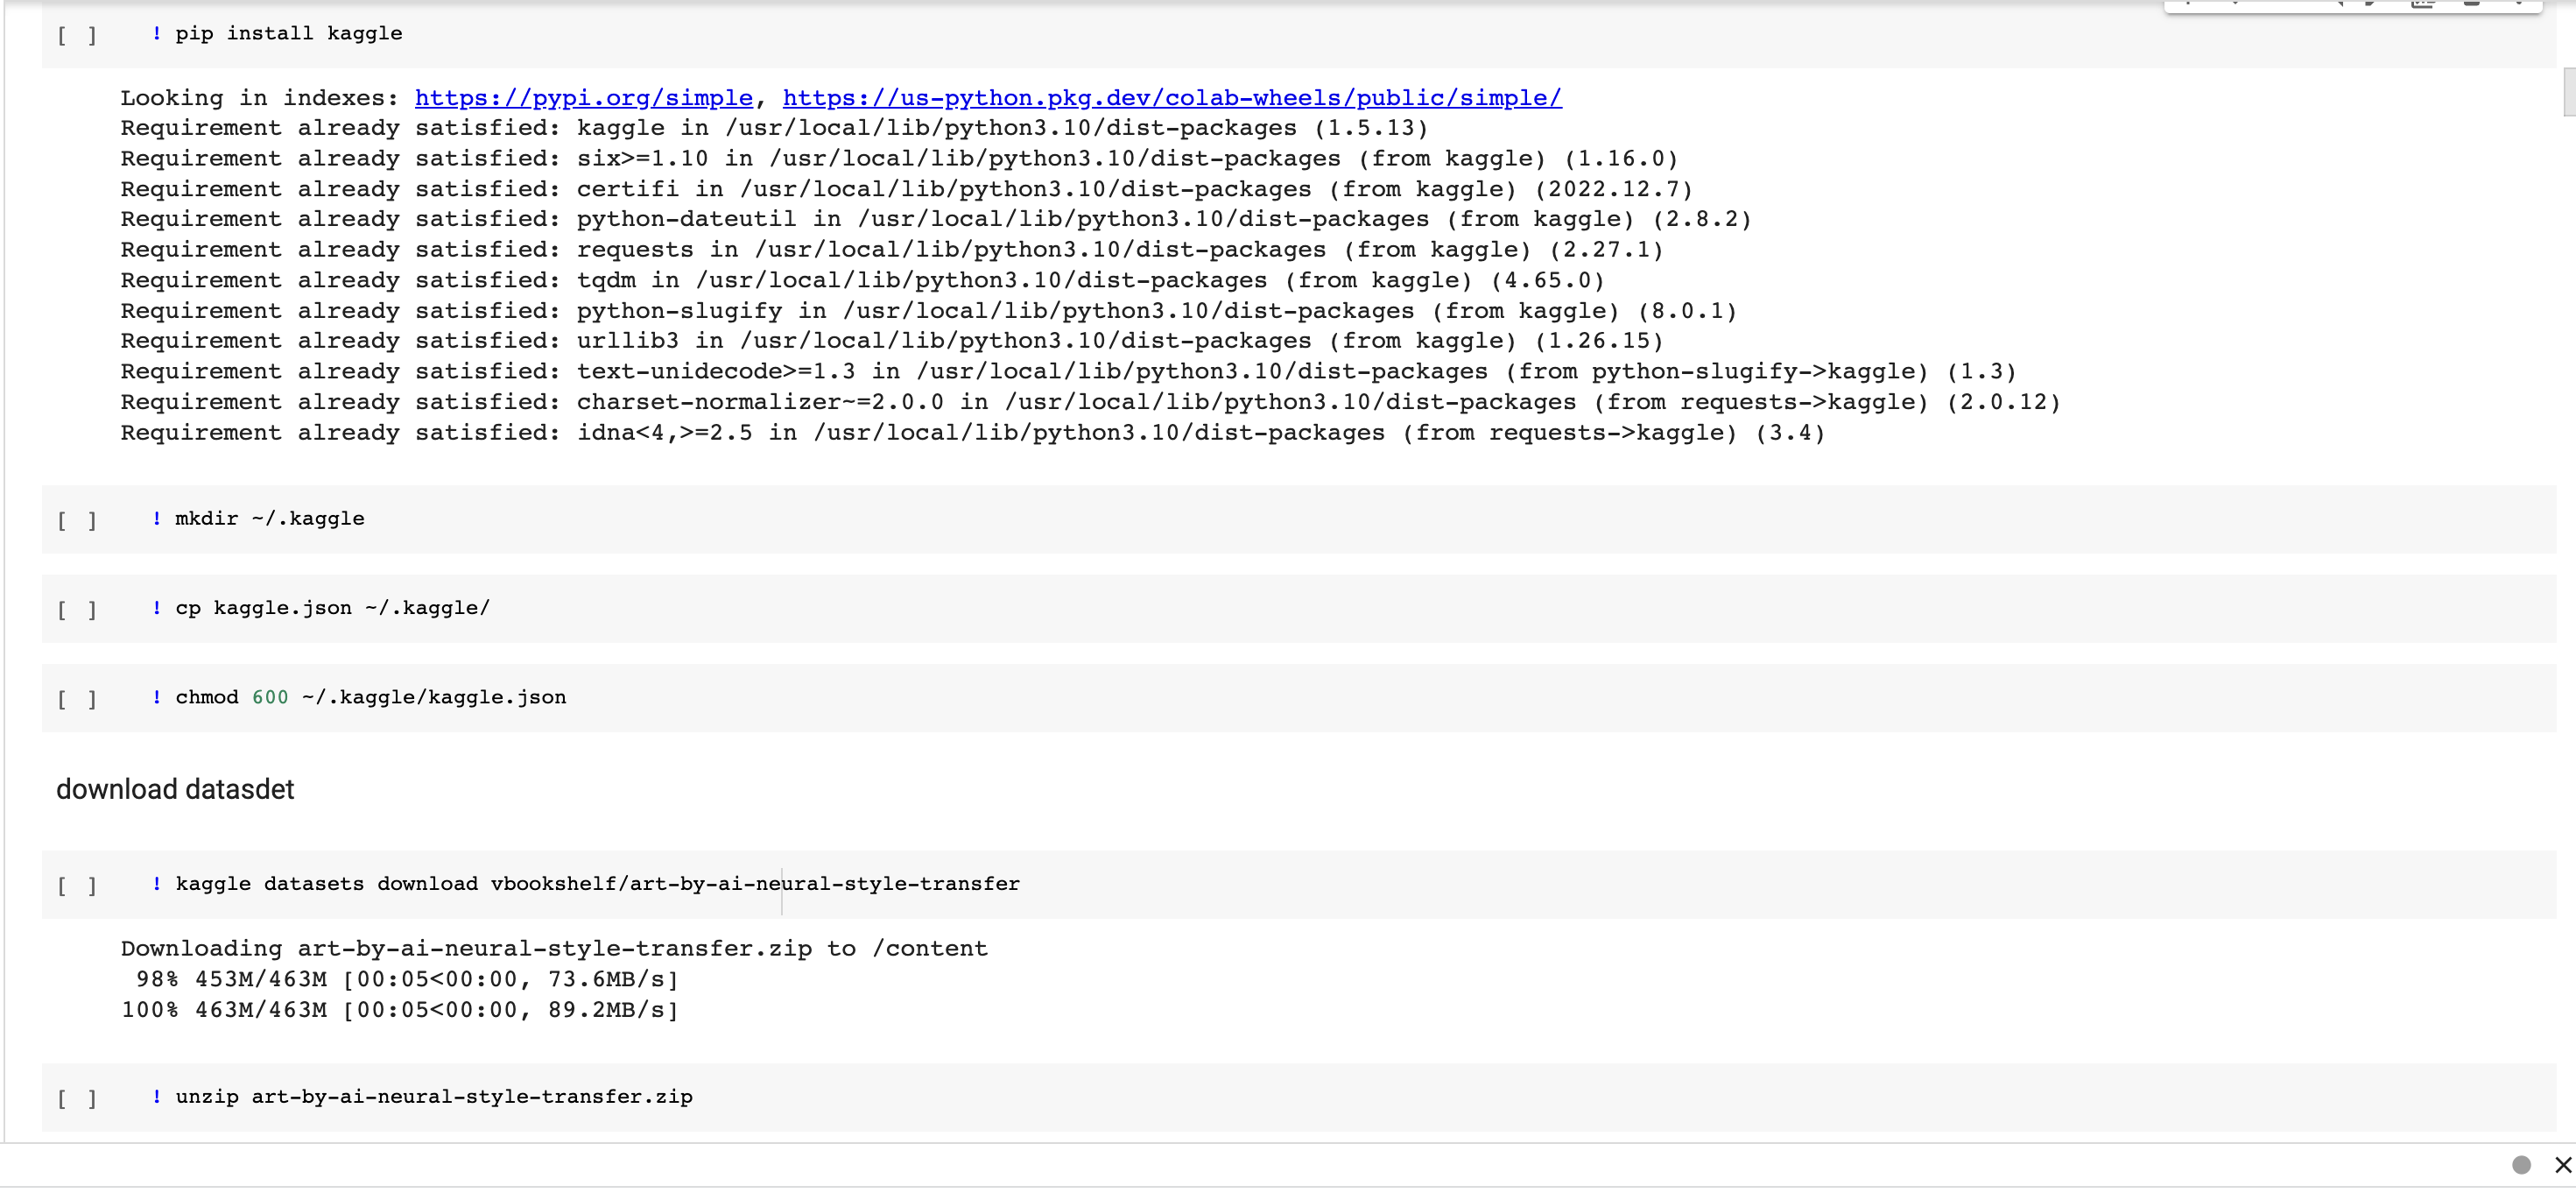 [ ] ! pip install kaggle
Looking in indexes: https://pypi.org/simple, https://us-python.pkg.dev/colab-wheels/public/simple/
Requirement already satisfied: kaggle in /usr/local/lib/python3.10/dist-packages (1.5.13)
Requirement already satisfied: six>=1.10 in /usr/local/lib/python3.10/dist-packages (from kaggle) (1.16.0)
Requirement already satisfied: certifi in /usr/local/lib/python3.10/dist-packages (from kaggle) (2022.12.7)
Requirement already satisfied: python-dateutil in /usr/local/lib/python3.10/dist-packages (from kaggle) (2.8.2)
Requirement already satisfied: requests in /usr/local/lib/python3.10/dist-packages (from kaggle) (2.27.1)
Requirement already satisfied: tqdm in /usr/local/lib/python3.10/dist-packages (from kaggle) (4.65.0)
Requirement already satisfied: python-slugify in /usr/local/lib/python3.10/dist-packages (from kaggle) (8.0.1)
Requirement already satisfied: urllib3 in /usr/local/lib/python3.10/dist-packages (from kaggle) (1.26.15)
Requirement already satisfied: text-unidecode>=1.3 in /usr/local/lib/python3.10/dist-packages (from python-slugify->kaggle) (1.3)
Requirement already satisfied: charset-normalizer~=2.0.0 in /usr/local/lib/python3.10/dist-packages (from requests->kaggle) (2.0.12)
Requirement already satisfied: idna<4,>=2.5 in /usr/local/lib/python3.10/dist-packages (from requests->kaggle) (3.4)
[ ] ! mkdir ~/.kaggle
[ ] ! cp kaggle.json ~/.kaggle/
[ ] ! chmod 600 ~/.kaggle/kaggle.json
download datasdet
[ ] ! kaggle datasets download vbookshelf/art-by-ai-neural-style-transfer
Downloading art-by-ai-neural-style-transfer.zip to /content
98% 453M/463M [00:05<00:00, 73.6MB/s]
100% 463M/463M [00:05<00:00, 89.2MB/s]
[ ] ! unzip art-by-ai-neural-style-transfer.zip